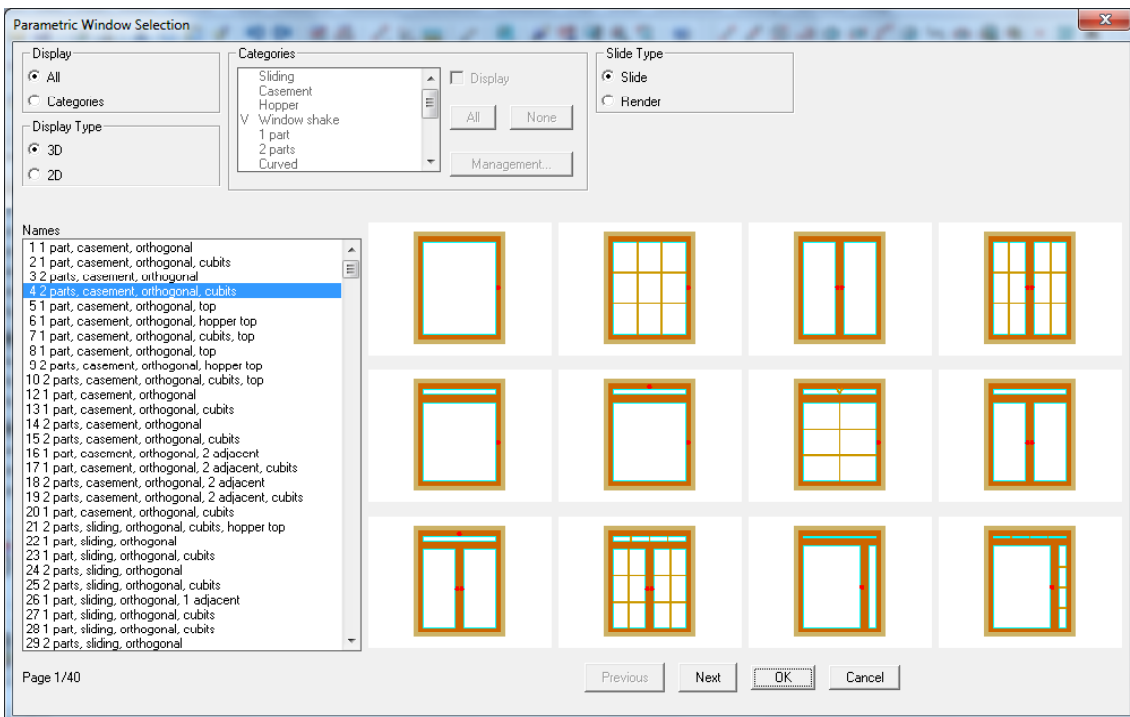 Parametric Window Selection
x
Display
All
Categories
Display Type
3D
2D
Categories
Sliding
Casement
Hopper
V Window shake
1 part
2 parts
Curved
Display
All None
Management...
Slide Type
Slide
Render
Names
1 1 part, casement, orthogonal
2 1 part, casement, orthogonal, cubits
3 2 parts, casement, orthogonal
4 2 parts, casement, orthogonal, cubits
5 1 part, casement, orthogonal, top
6 1 part, casement, orthogonal, hopper top
7 1 part, casement, orthogonal, cubits, top
8 1 part, casement, orthogonal, top
9 2 parts, casement, orthogonal, hopper top
10 2 parts, casement, orthogonal, cubits, top
12 1 part, casement, orthogonal
13 1 part, casement, orthogonal, cubits
14 2 parts, casement, orthogonal
15 2 parts, casement, orthogonal, cubits
16 1 part, casement, orthogonal, 2 adjacent
17 1 part, casement, orthogonal, 2 adjacent, cubits
18 2 parts, casement, orthogonal, 2 adjacent
19 2 parts, casement, orthogonal, 2 adjacent, cubits
20 1 part, casement, orthogonal, cubits
21 2 parts, sliding, orthogonal, cubits, hopper top
22 1 part, sliding, orthogonal
23 1 part, sliding, orthogonal, cubits
24 2 parts, sliding, orthogonal
25 2 parts, sliding, orthogonal, cubits
26 1 part, sliding, orthogonal, 1 adjacent
27 1 part, sliding, orthogonal, cubits
28 1 part, sliding, orthogonal, cubits
29 2 parts, sliding, orthogonal
Page 1/40
Previous Next OK Cancel